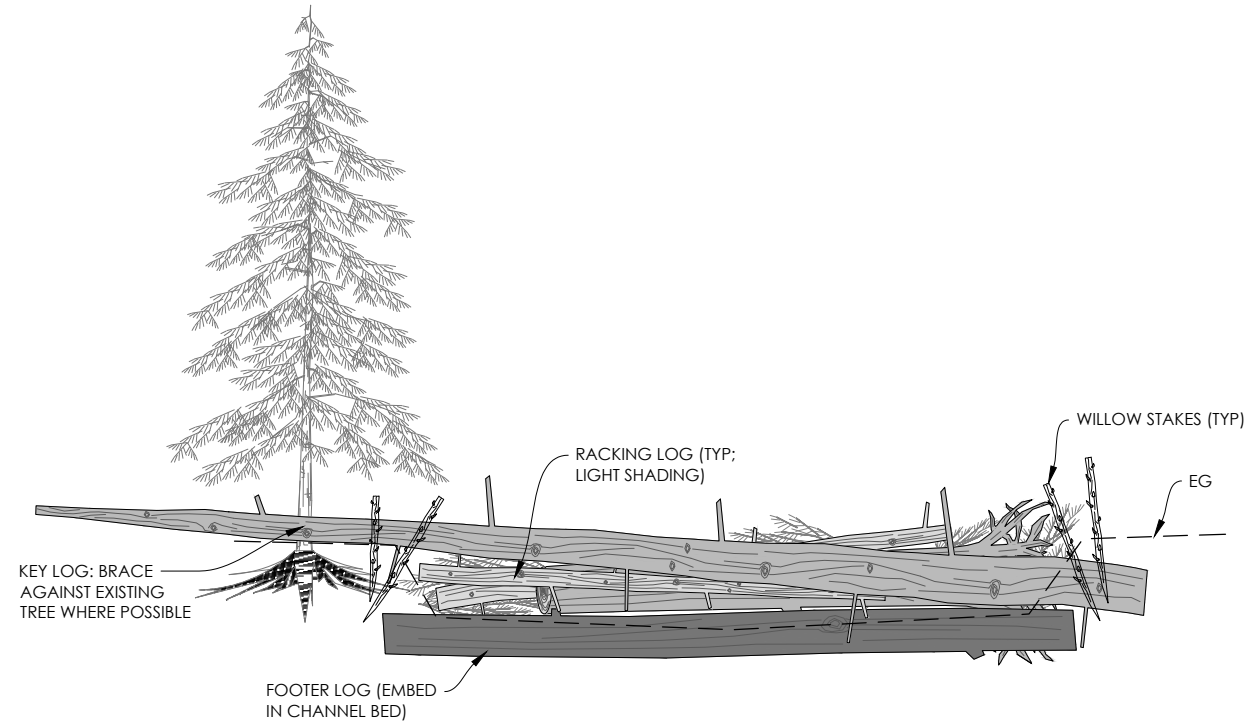 WILLOW STAKES (TYP)
RACKING LOG (TYP;
LIGHT SHADING)
EG
KEY LOG: BRACE
AGAINST EXISTING
TREE WHERE POSSIBLE
FOOTER LOG (EMBED
IN CHANNEL BED)